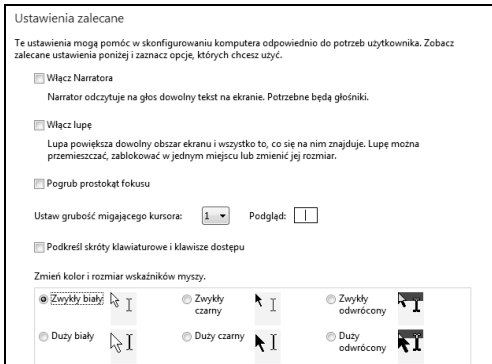 Ustawienia zalecane
Te ustawienia mogą pomóc w skonfigurowaniu komputera odpowiednio do potrzeb użytkownika. Zobacz
zalecane ustawienia poniżej i zaznacz opcje, których chcesz użyć.
Włącz Narratora
Narrator odczytuje na głos dowolny tekst na ekranie. Potrzebne będą głośniki.
Włącz lupę
Lupa powiększa dowolny obszar ekranu i wszystko to, co się na nim znajduje. Lupę można
przemieszczać, zablokować w jednym miejscu lub zmienić jej rozmiar.
Pogrub prostokąt fokusu
Ustaw grubość migającego kursora: 1 Podgląd:
Podkreśl skróty klawiaturowe i klawisze dostępu
Zmień kolor i rozmiar wskaźników myszy.
Zwykły biały Zwykły Zwykły
czarny odwrócony
Duży biały Duży czarny Duży
odwrócony